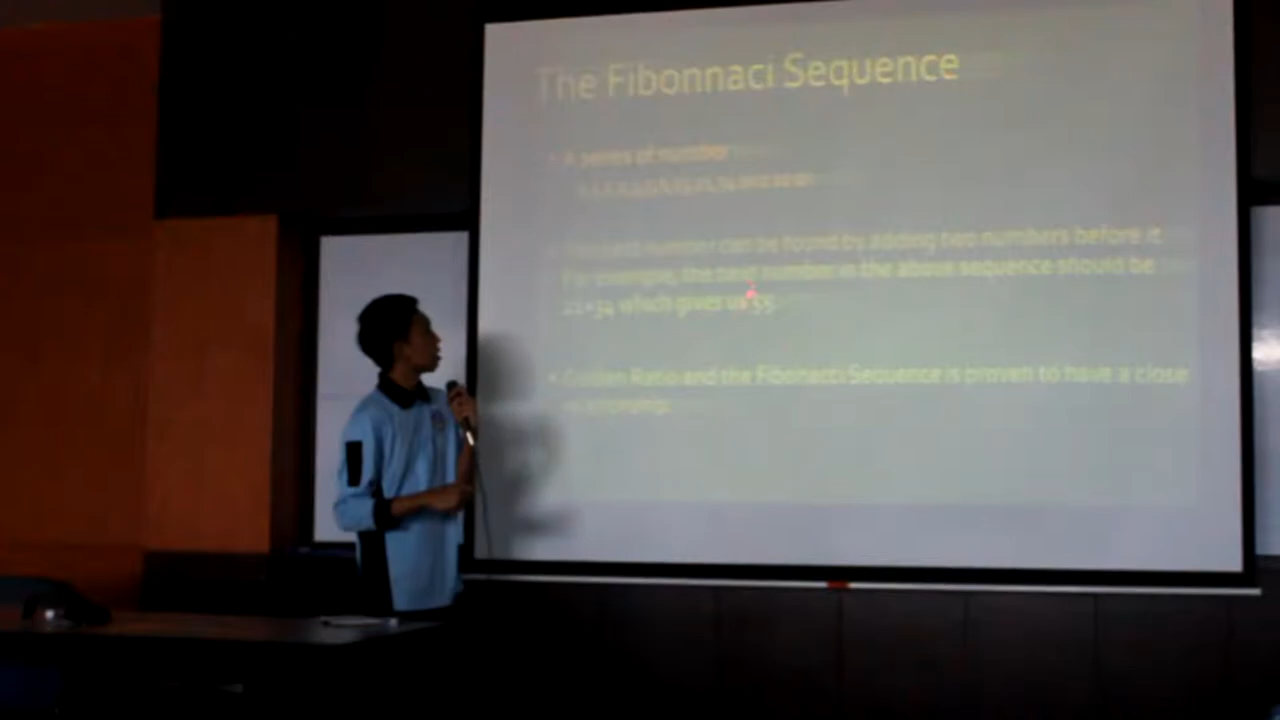 The Fibonnaci Sequence
A series of number
number can be found by adding two numbers before it
For example, the next number in the above sequence should be
21+34 which gives us 55.
Golden Ratio and the Fibonacci Sequence is proven to have a close
relationship.